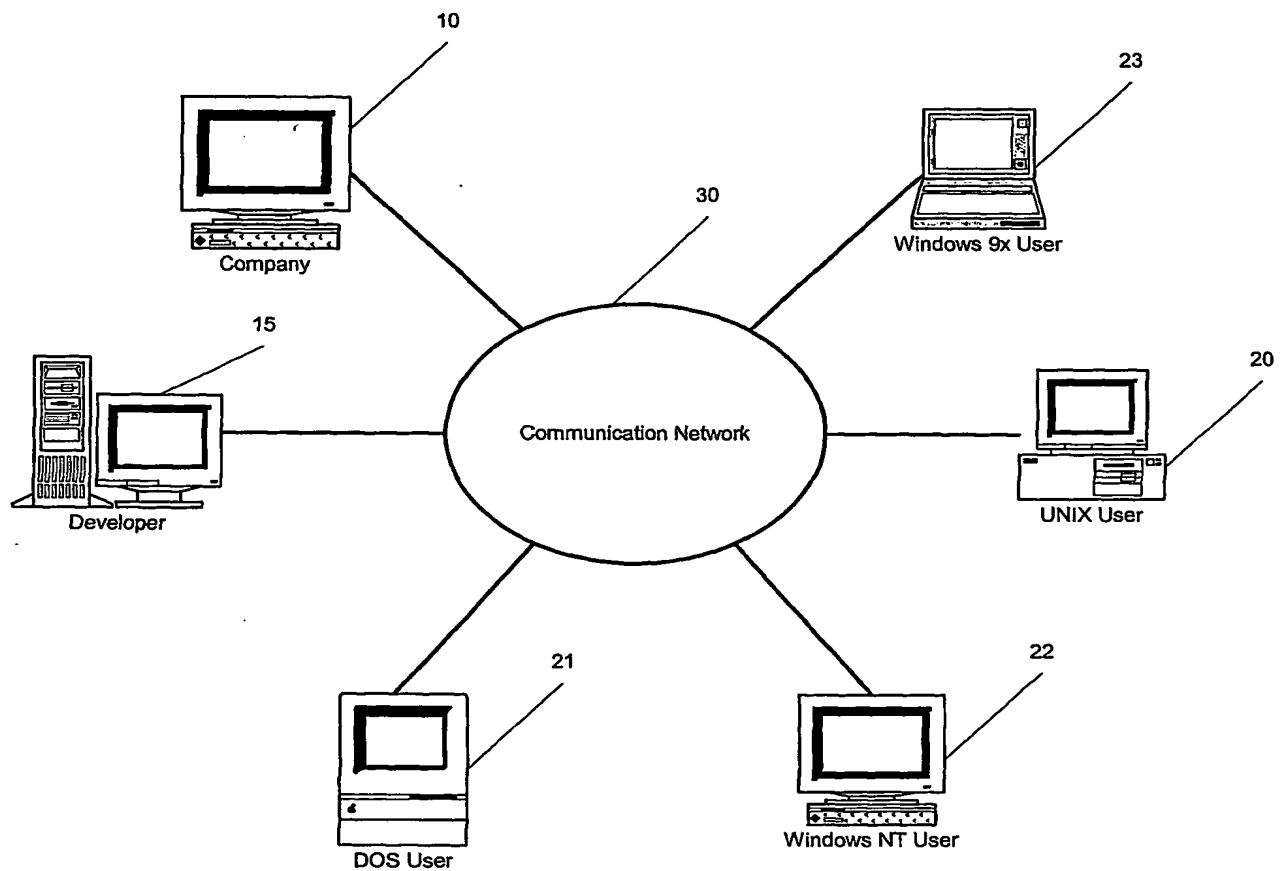 10
23
30
Company
Windows 9x User
15
20
Communication Network
Developer
UNIX User
21
22
DOS User
Windows NT User